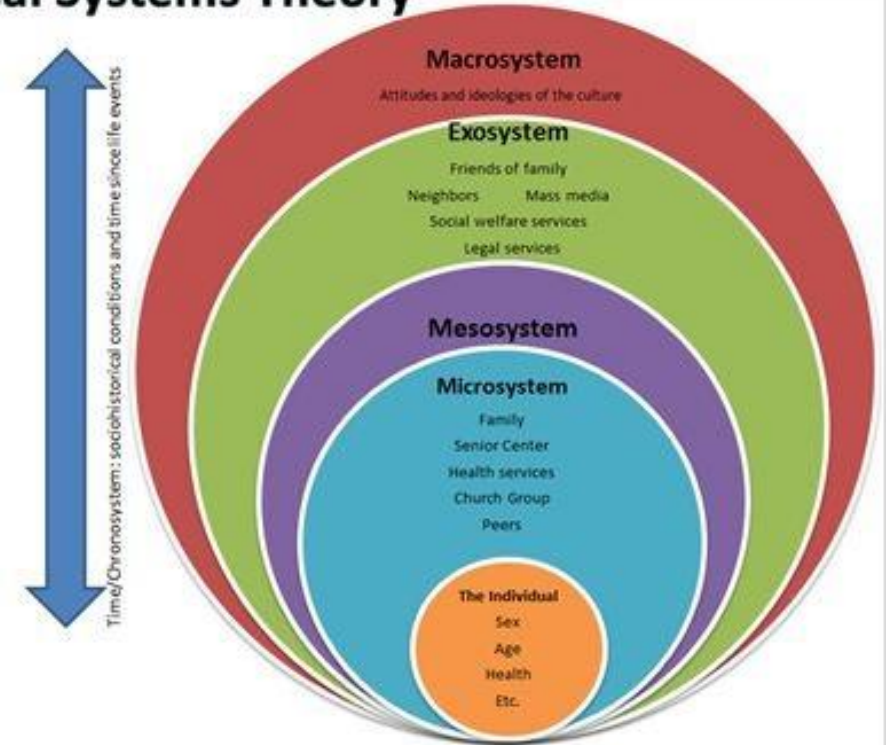 Systems Theory
Time/Chronosystem: sociohistorical conditions and time since life events
Macrosystem
Attitudes and ideologies of the culture
Exosystem
Friends of family
Neighbors Mass media
Social welfare services
Legal services
Mesosystem
Microsystem
Family
Senior Center
Health services
Church Group
Peers
The Individual
Sex
Age
Health
Etc.